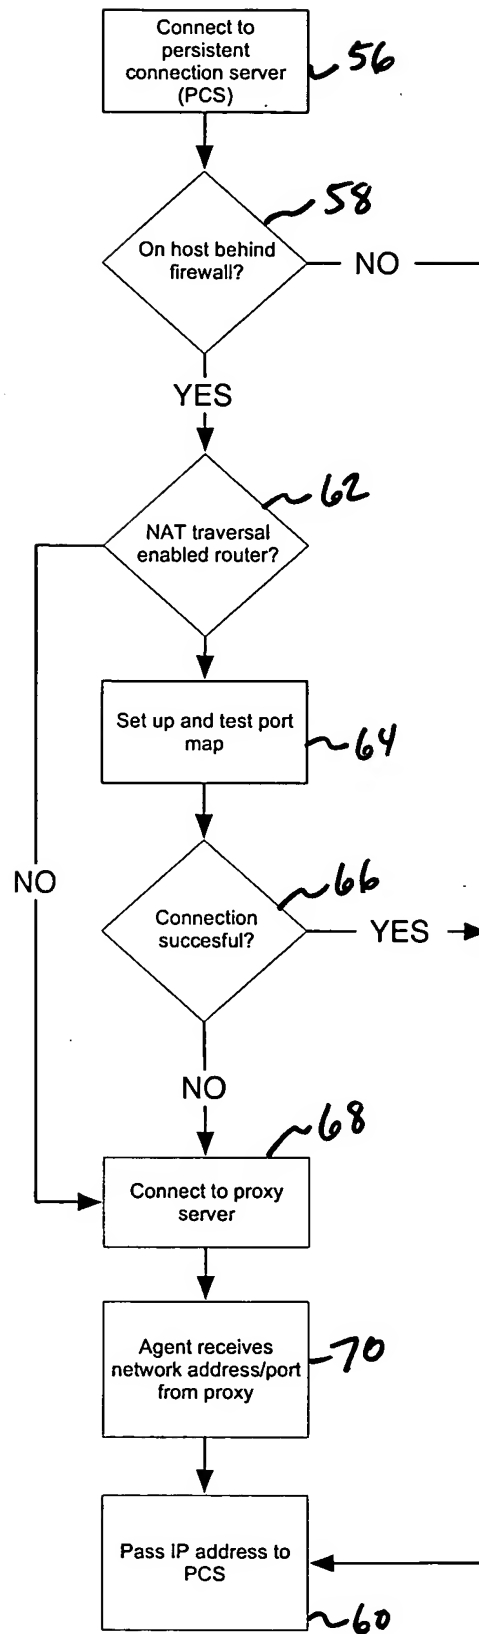 Connect to
persistent
connection server
(PCS)
56
58
On host behind
firewall?
NO
YES
62
NAT traversal
enabled router?
Set up and test port
map
64
NO
66
Connection
succesful?
YES
NO
68
Connect to proxy
server
Agent receives
network address/port
from proxy
70
Pass IP address to
PCS
60